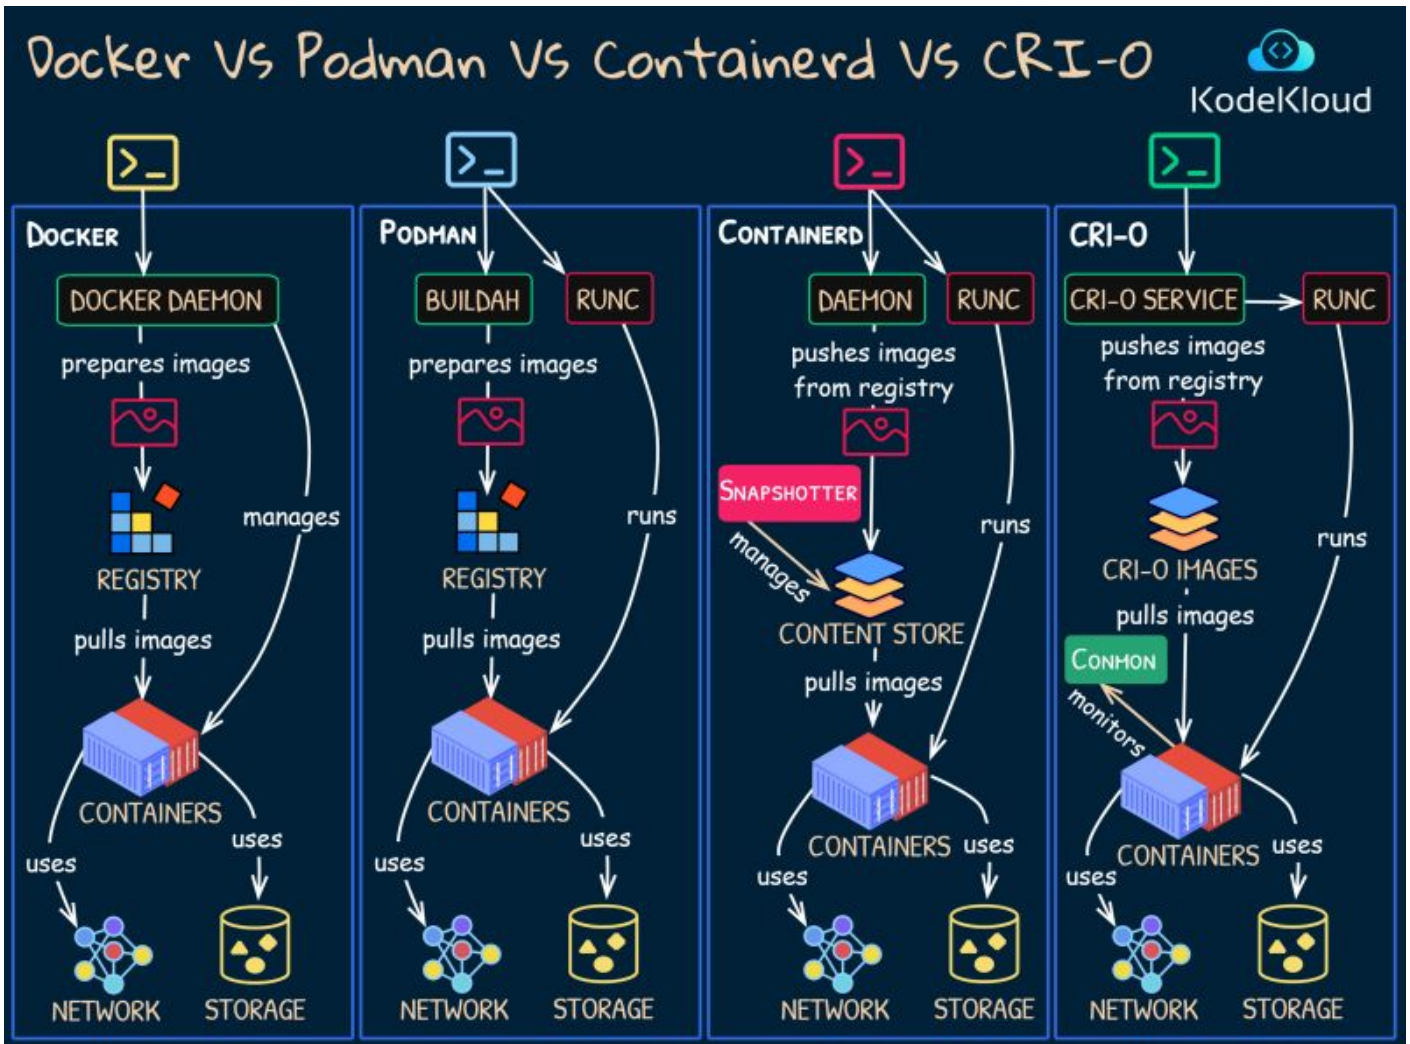 Docker Vs Podman Vs Containerd Vs CRI-O
KodeKloud
DOCKER
DOCKER DAEMON
prepares images
manages
REGISTRY
pulls images
CONTAINERS
uses
uses
NETWORK
STORAGE
PODMAN
BUILDAH
RUNC
prepares images
runs
REGISTRY
pulls images
CONTAINERS
uses
uses
NETWORK
STORAGE
CONTAINERD
DAEMON
RUNC
pushes images
from registry
SNAPSHOTTER
manages
runs
CONTENT STORE
pulls images
CONTAINERS
uses
uses
NETWORK
STORAGE
CRI-O
CRI-O SERVICE
RUNC
pushes images
from registry
runs
CRI-O IMAGES
pulls images
CONMON
monitors
CONTAINERS
uses
uses
NETWORK
STORAGE